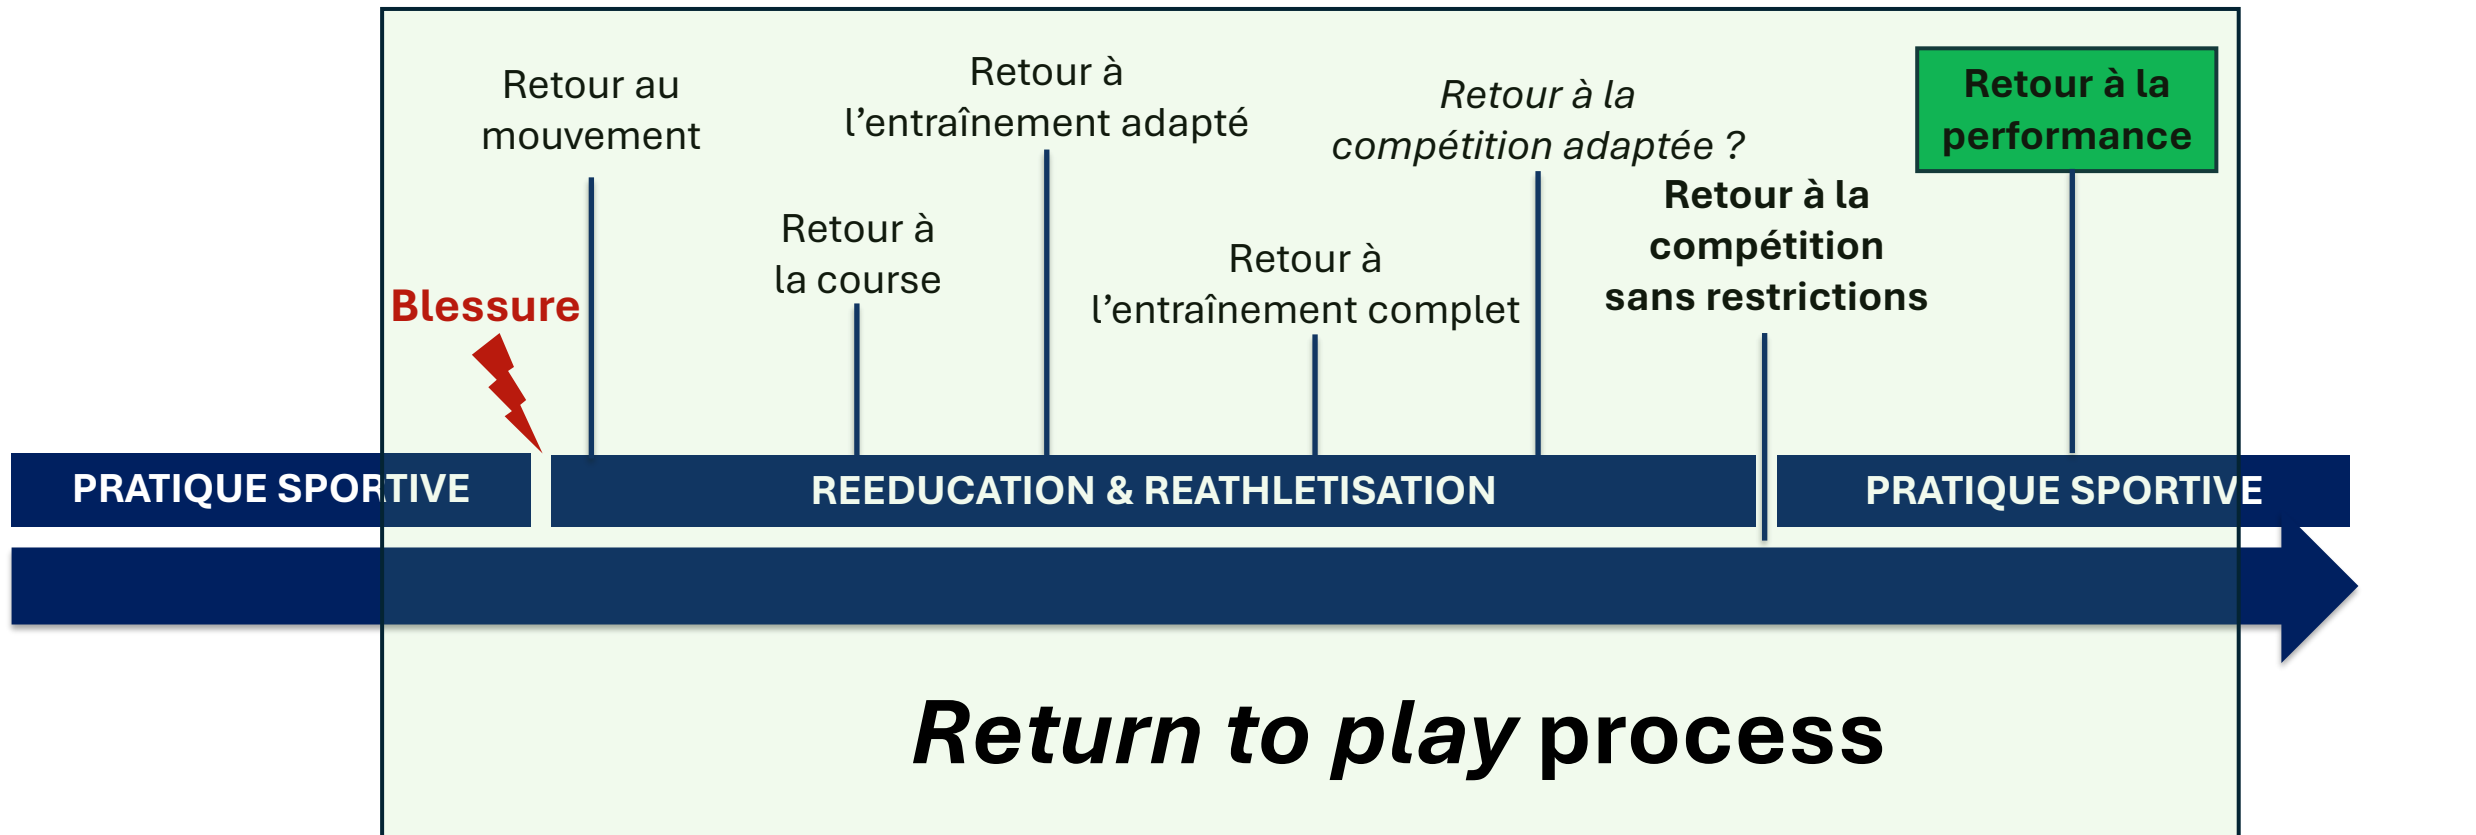 Retour au
mouvement
Retour à
l’entraînement adapté
Retour à la
compétition adaptée ?
Retour à la
performance
Retour à
la course
Retour à
l’entraînement complet
Retour à la
compétition
sans restrictions
Blessure
PRATIQUE SPORTIVE
REEDUCATION & REATHLETISATION
PRATIQUE SPORTIVE
Return to play process